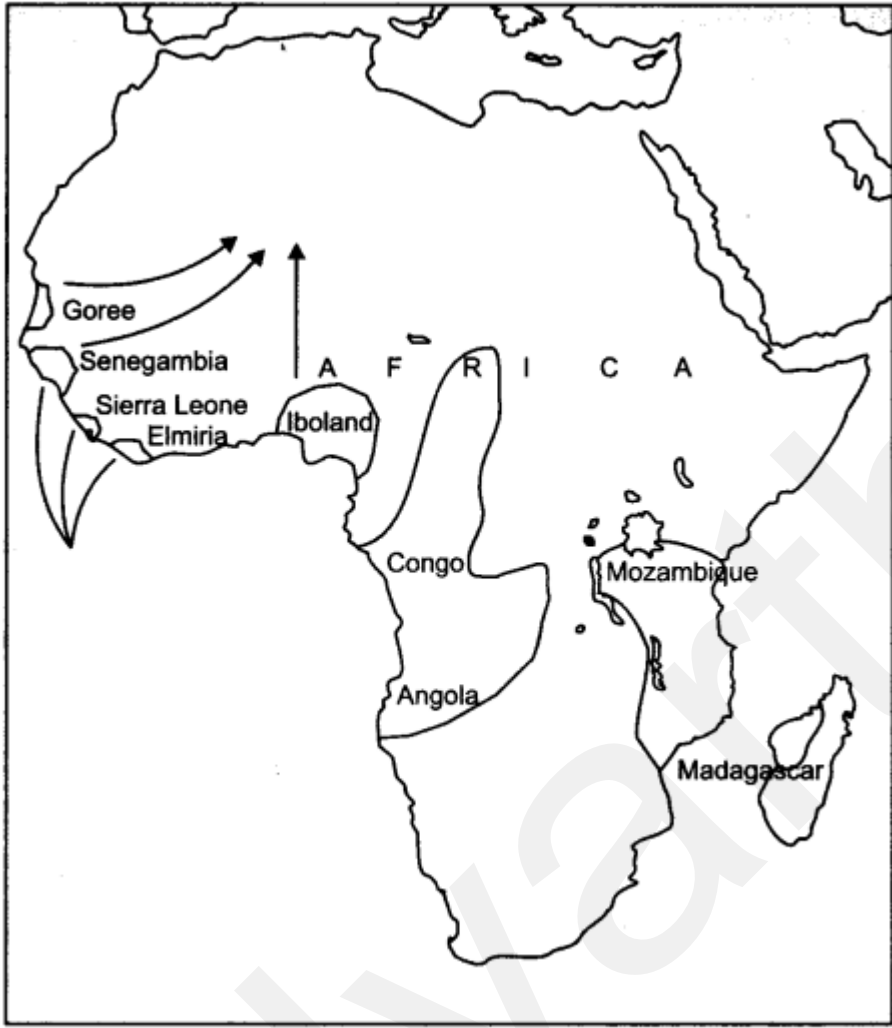 Goree
Senegambia
A F R I C A
Sierra Leone
Iboland
Elmiria
Congo
Mozambique
Angola
Madagascar